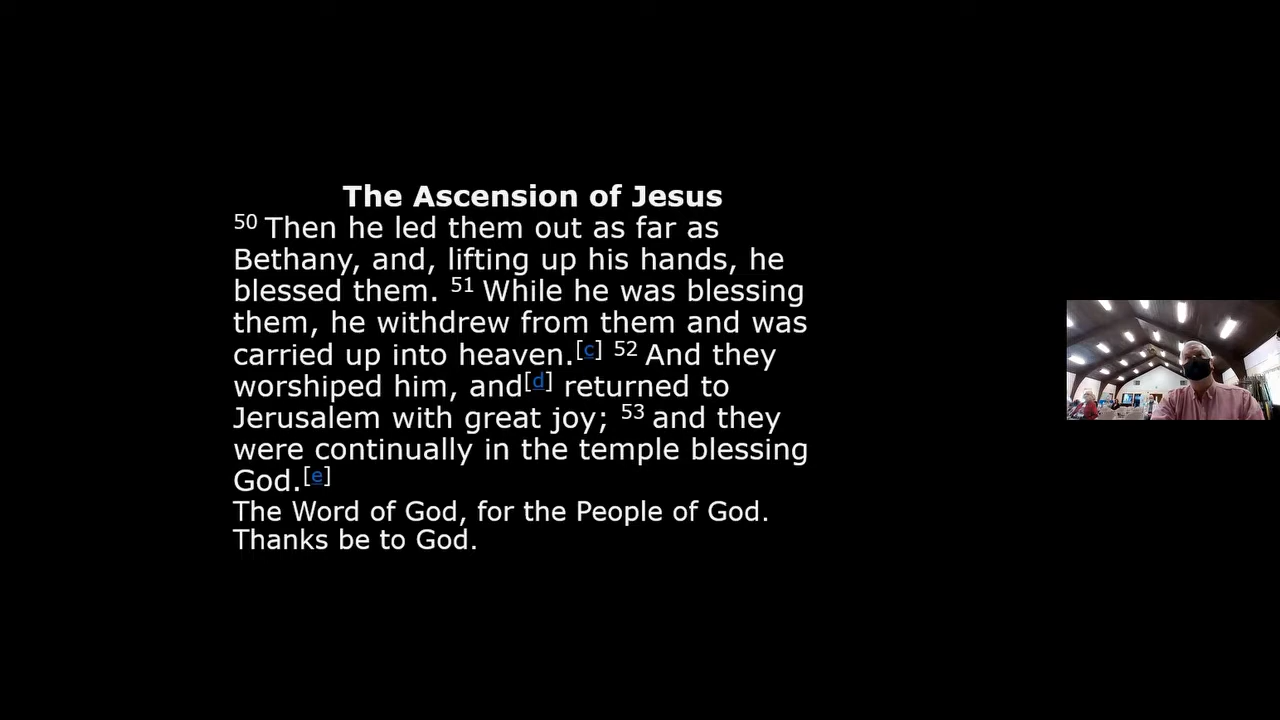 The Ascension of Jesus
50 Then he led them out as far as
Bethany, and, lifting up his hands, he
blessed them. 51 While he was blessing
them, he withdrew from them and was
carried up into heaven.[c] 52 And they
worshiped him, and[d] returned to
Jerusalem with great joy; 53 and they
were continually in the temple blessing
God.[e]
The Word of God, for the People of God.
Thanks be to God.